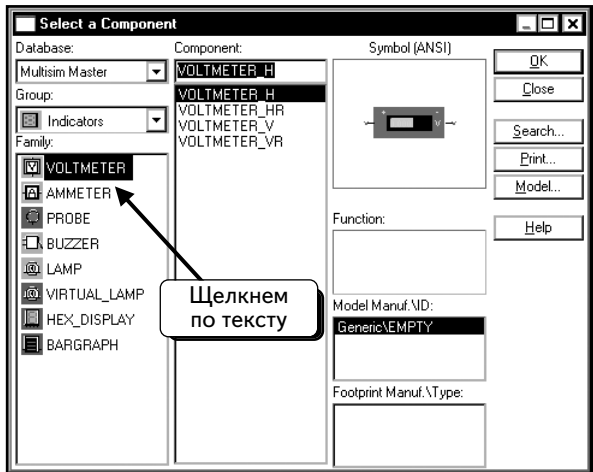 Select a Component
Database:
Multisim Master
Group:
Indicators
Family:
VOLTMETER
AMMETER
PROBE
BUZZER
LAMP
VIRTUAL_LAMP
HEX_DISPLAY
BARGRAPH
Component:
VOLTMETER_H
VOLTMETER_H
VOLTMETER_HR
VOLTMETER_V
VOLTMETER_VR
Symbol (ANSI)
+ - V
Function:
Model Manuf.\ID:
Generic\EMPTY
Footprint Manuf.\Type:
OK
Close
Search...
Print...
Model...
Help
Щелкнем
по тексту